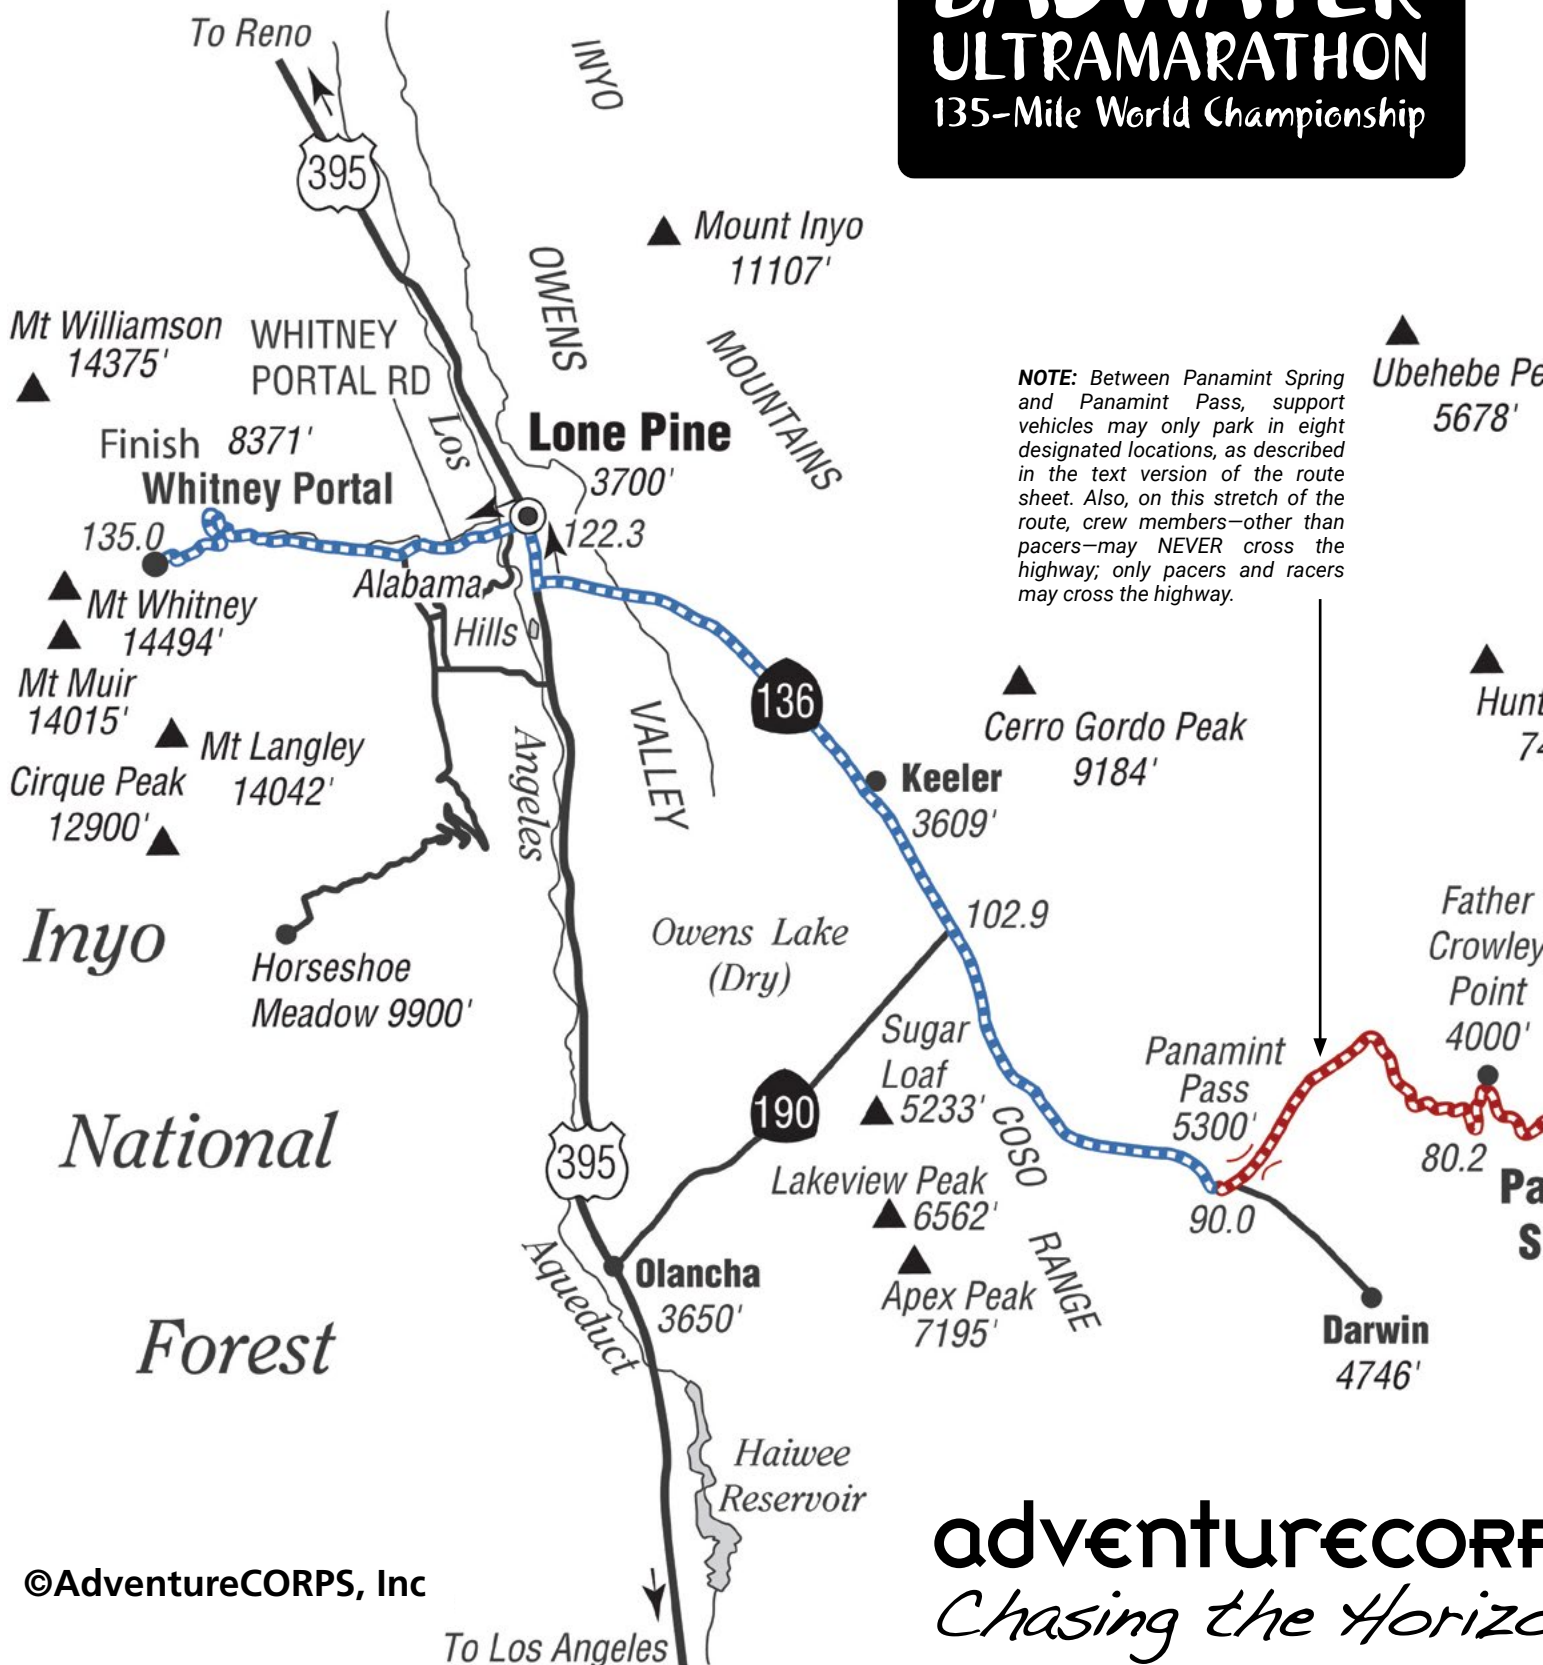 To Reno
395
INYO
BADWATER
ULTRAMARATHON
135-Mile World Championship
Mount Inyo
11107'
OWENS
MOUNTAINS
Mt Williamson
14375'
WHITNEY
PORTAL RD
Los
Ubehebe Pe
5678'
NOTE: Between Panamint Spring
and Panamint Pass, support
vehicles may only park in eight
designated locations, as described
in the text version of the route
sheet. Also, on this stretch of the
route, crew members—other than
pacers—may NEVER cross the
highway; only pacers and racers
may cross the highway.
Finish 8371'
Whitney Portal
135.0
Lone Pine
3700'
122.3
Alabama
Hills
Mt Whitney
14494'
Mt Muir
14015'
Mt Langley
14042'
Cirque Peak
12900'
Angeles
VALLEY
136
Cerro Gordo Peak
9184'
Hunt
74
Keeler
3609'
102.9
Owens Lake
(Dry)
Inyo
Horseshoe
Meadow 9900'
Father
Crowley
Point
4000'
Sugar
Loaf
5233'
Panamint
Pass
5300'
190
National
COSO
395
Lakeview Peak
6562'
80.2
Pa
S
90.0
RANGE
Aqueduct
Olancha
3650'
Apex Peak
7195'
Forest
Darwin
4746'
Haiwee
Reservoir
©AdventureCORPS, Inc
To Los Angeles
adventurecorp
Chasing the Horizo